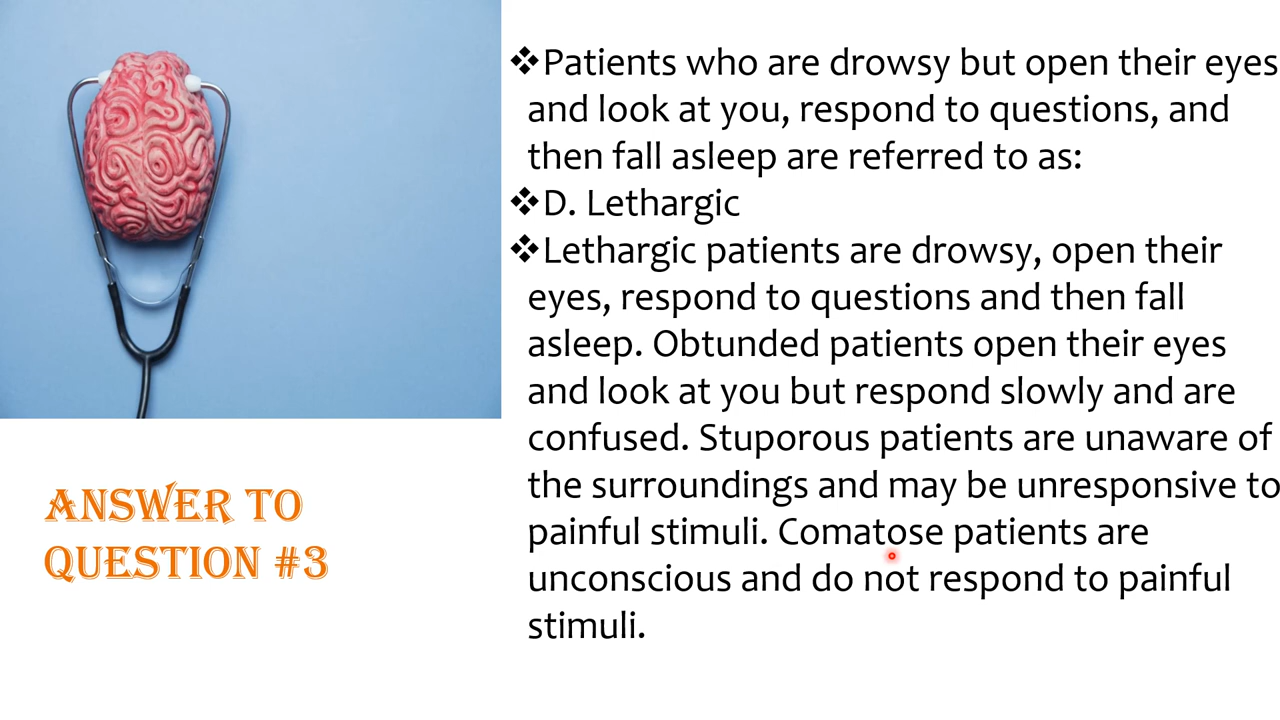 ❖Patients who are drowsy but open their eyes
and look at you, respond to questions, and
then fall asleep are referred to as:
❖D. Lethargic
❖Lethargic patients are drowsy, open their
eyes, respond to questions and then fall
asleep. Obtunded patients open their eyes
and look at you but respond slowly and are
confused. Stuporous patients are unaware of
the surroundings and may be unresponsive to
painful stimuli. Comatose patients are
unconscious and do not respond to painful
stimuli.
ANSWER TO
QUESTION #3